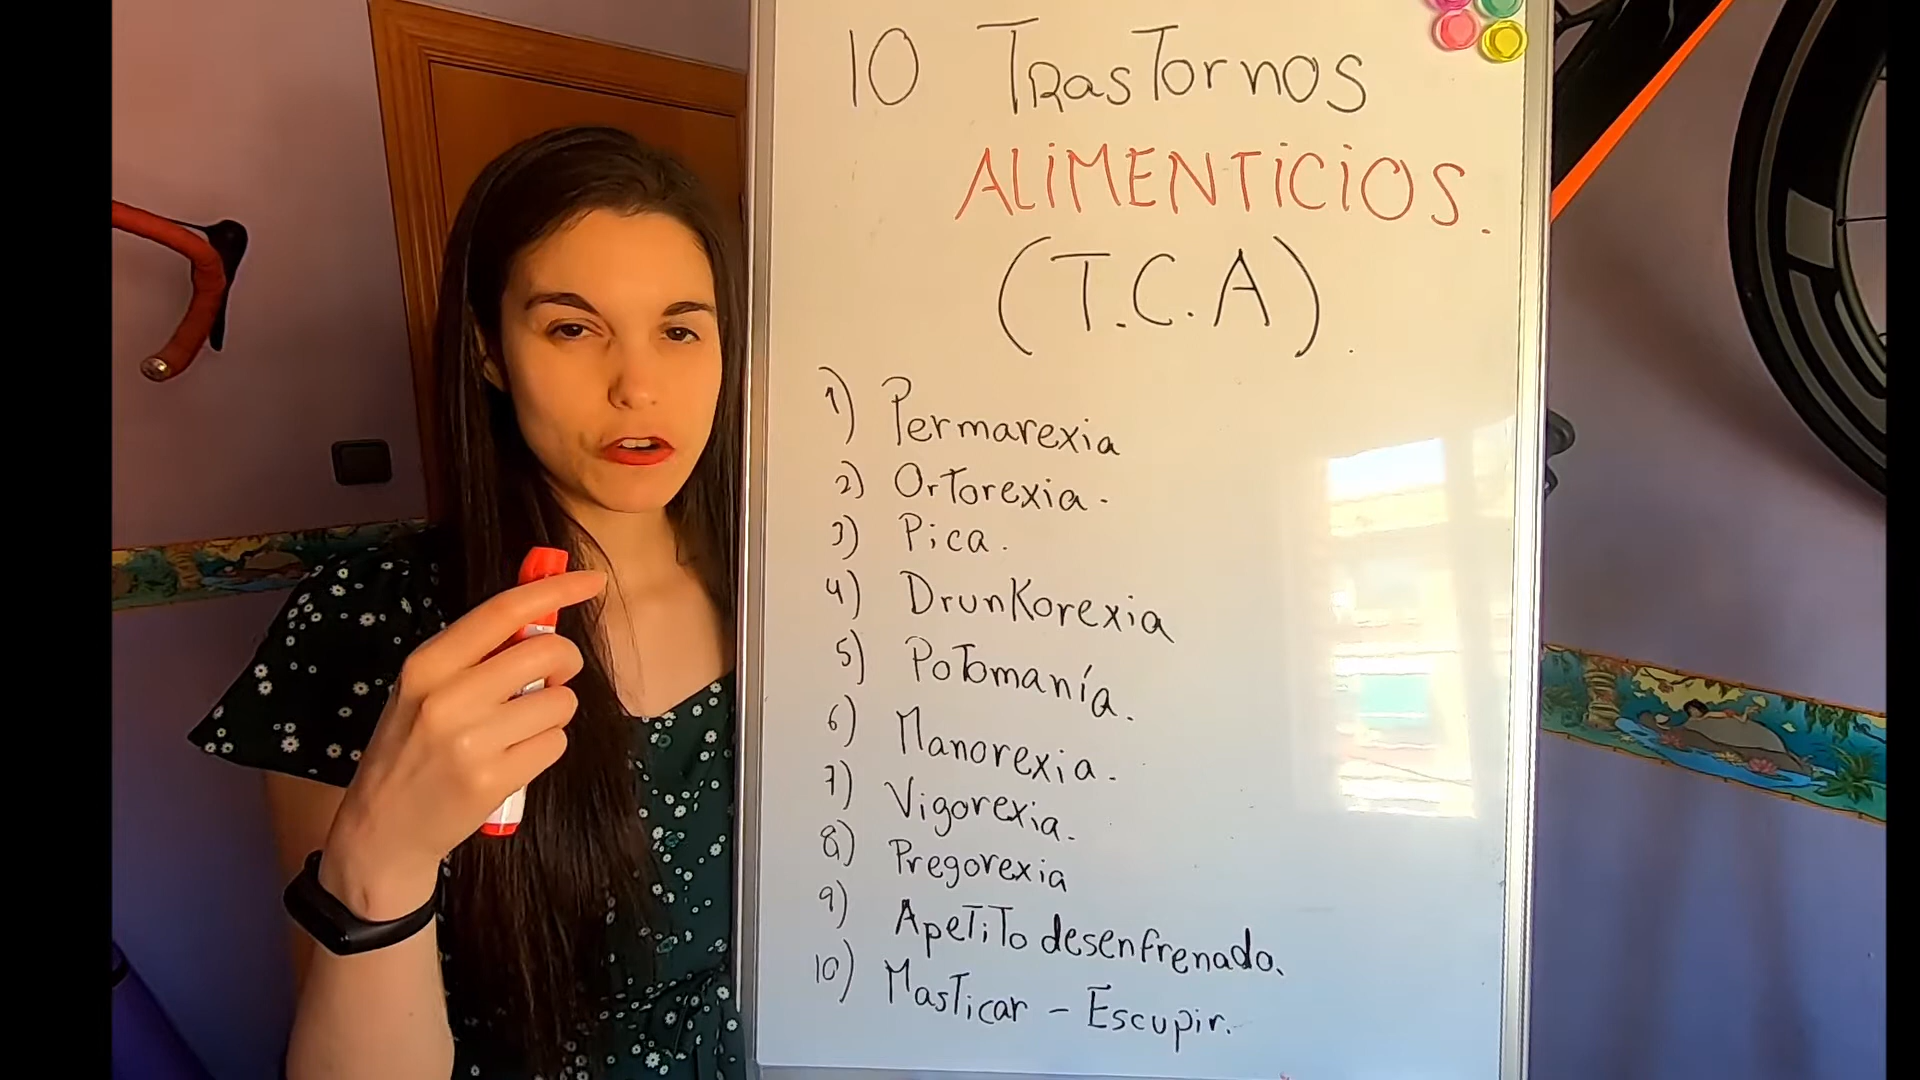 10 Trastornos
ALIMENTICIOS.
(T.C.A).
1) Permarexia
2) Ortorexia.
3) Pica.
4) Drunkorexia
5) Potomanía.
6) Manorexia.
7) Vigorexia.
8) Pregorexia
9) Apetito desenfrenado.
10) Masticar - Escupir.